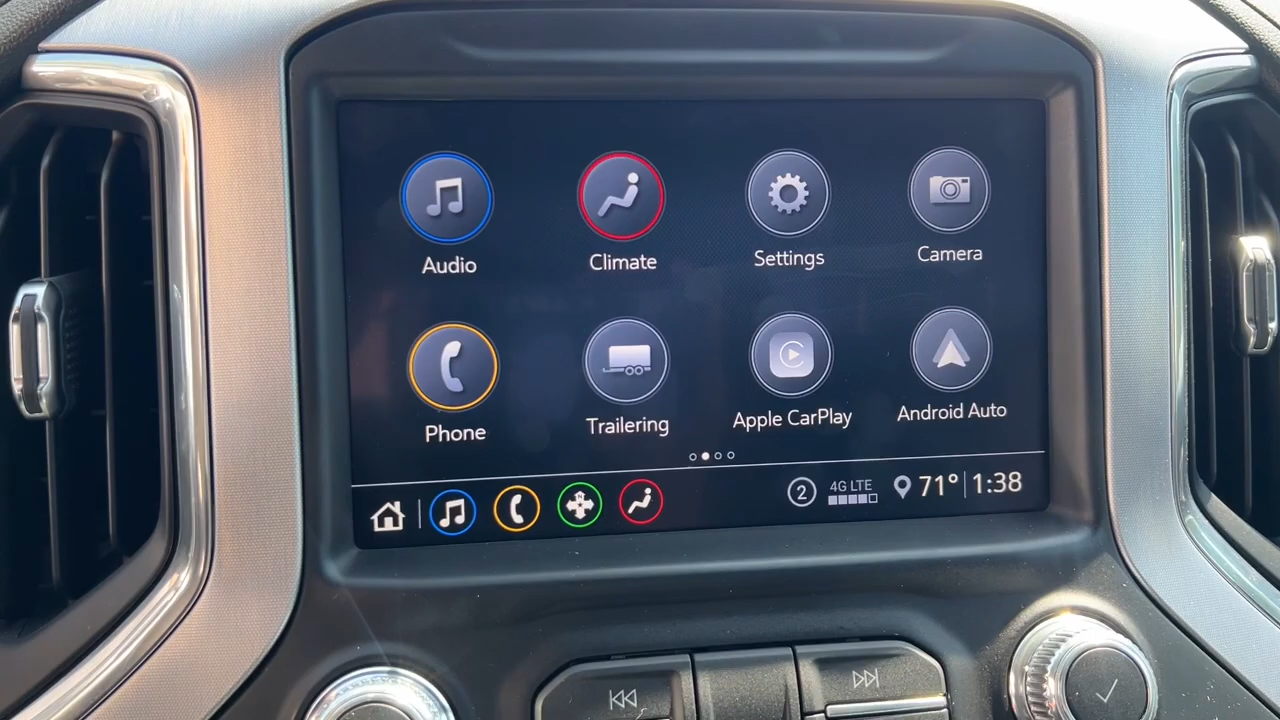 Audio
Climate
Settings
Camera
Phone
Trailering
Apple CarPlay
Android Auto
2
4G LTE
71°
1:38